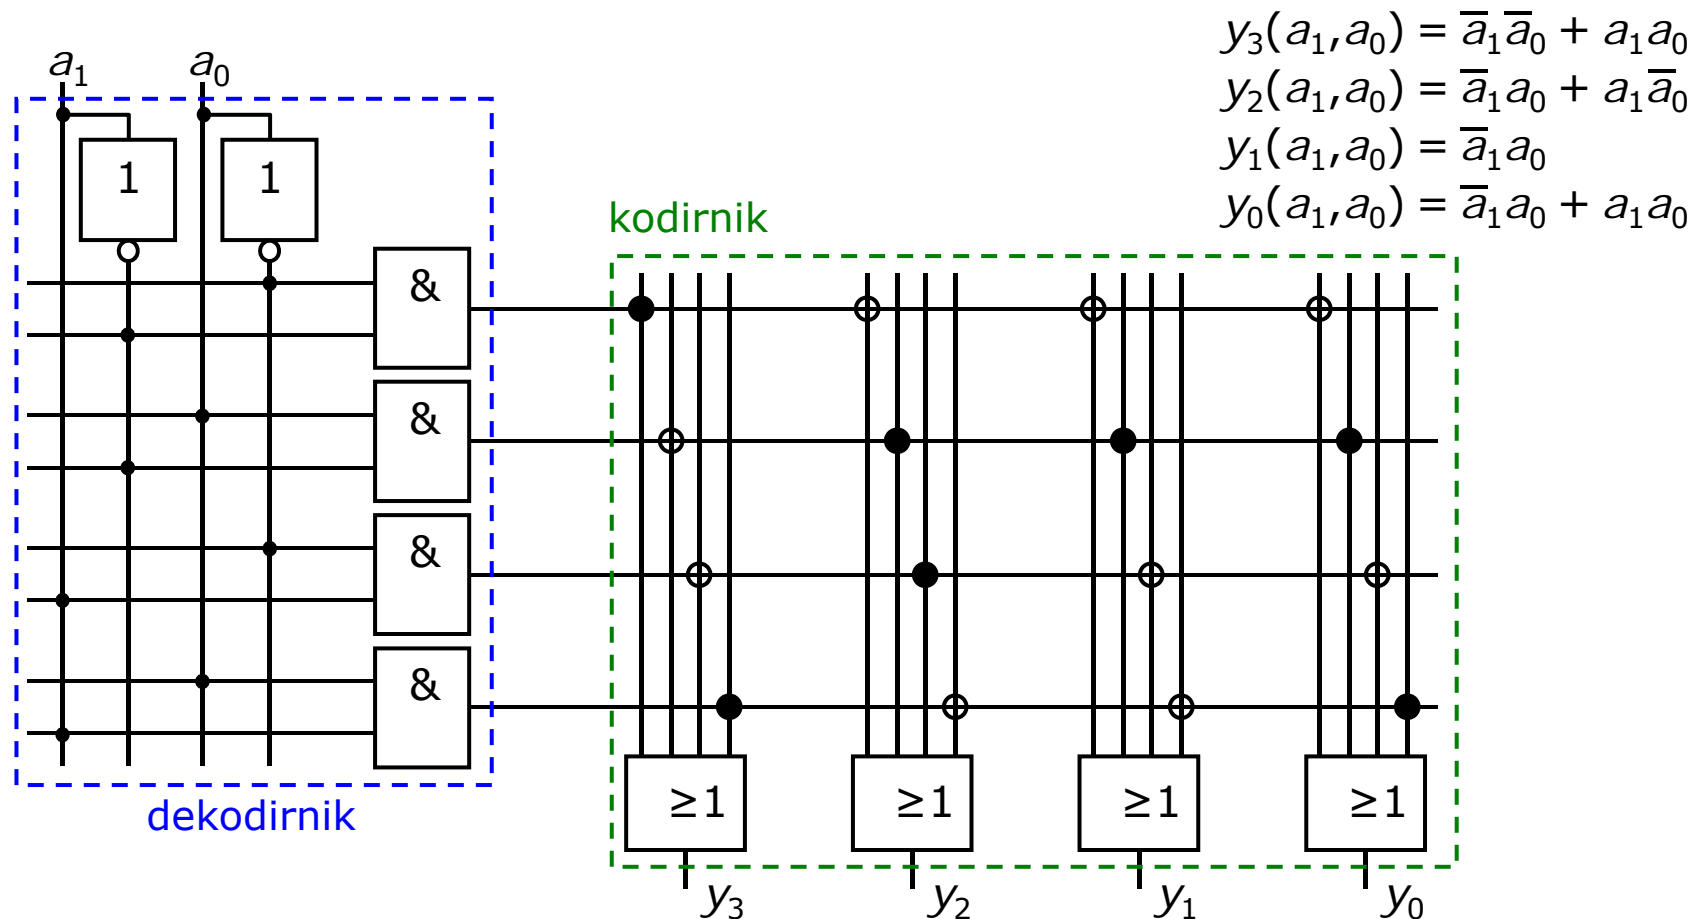 y₃(a₁,a₀) = a̅₁a̅₀ + a₁a₀
y₂(a₁,a₀) = a̅₁a₀ + a₁a̅₀
y₁(a₁,a₀) = a̅₁a₀
y₀(a₁,a₀) = a̅₁a₀ + a₁a₀
a₁ a₀
1 1
kodirnik
&
&
&
&
≥1 ≥1 ≥1 ≥1
dekodirnik
y₃ y₂ y₁ y₀